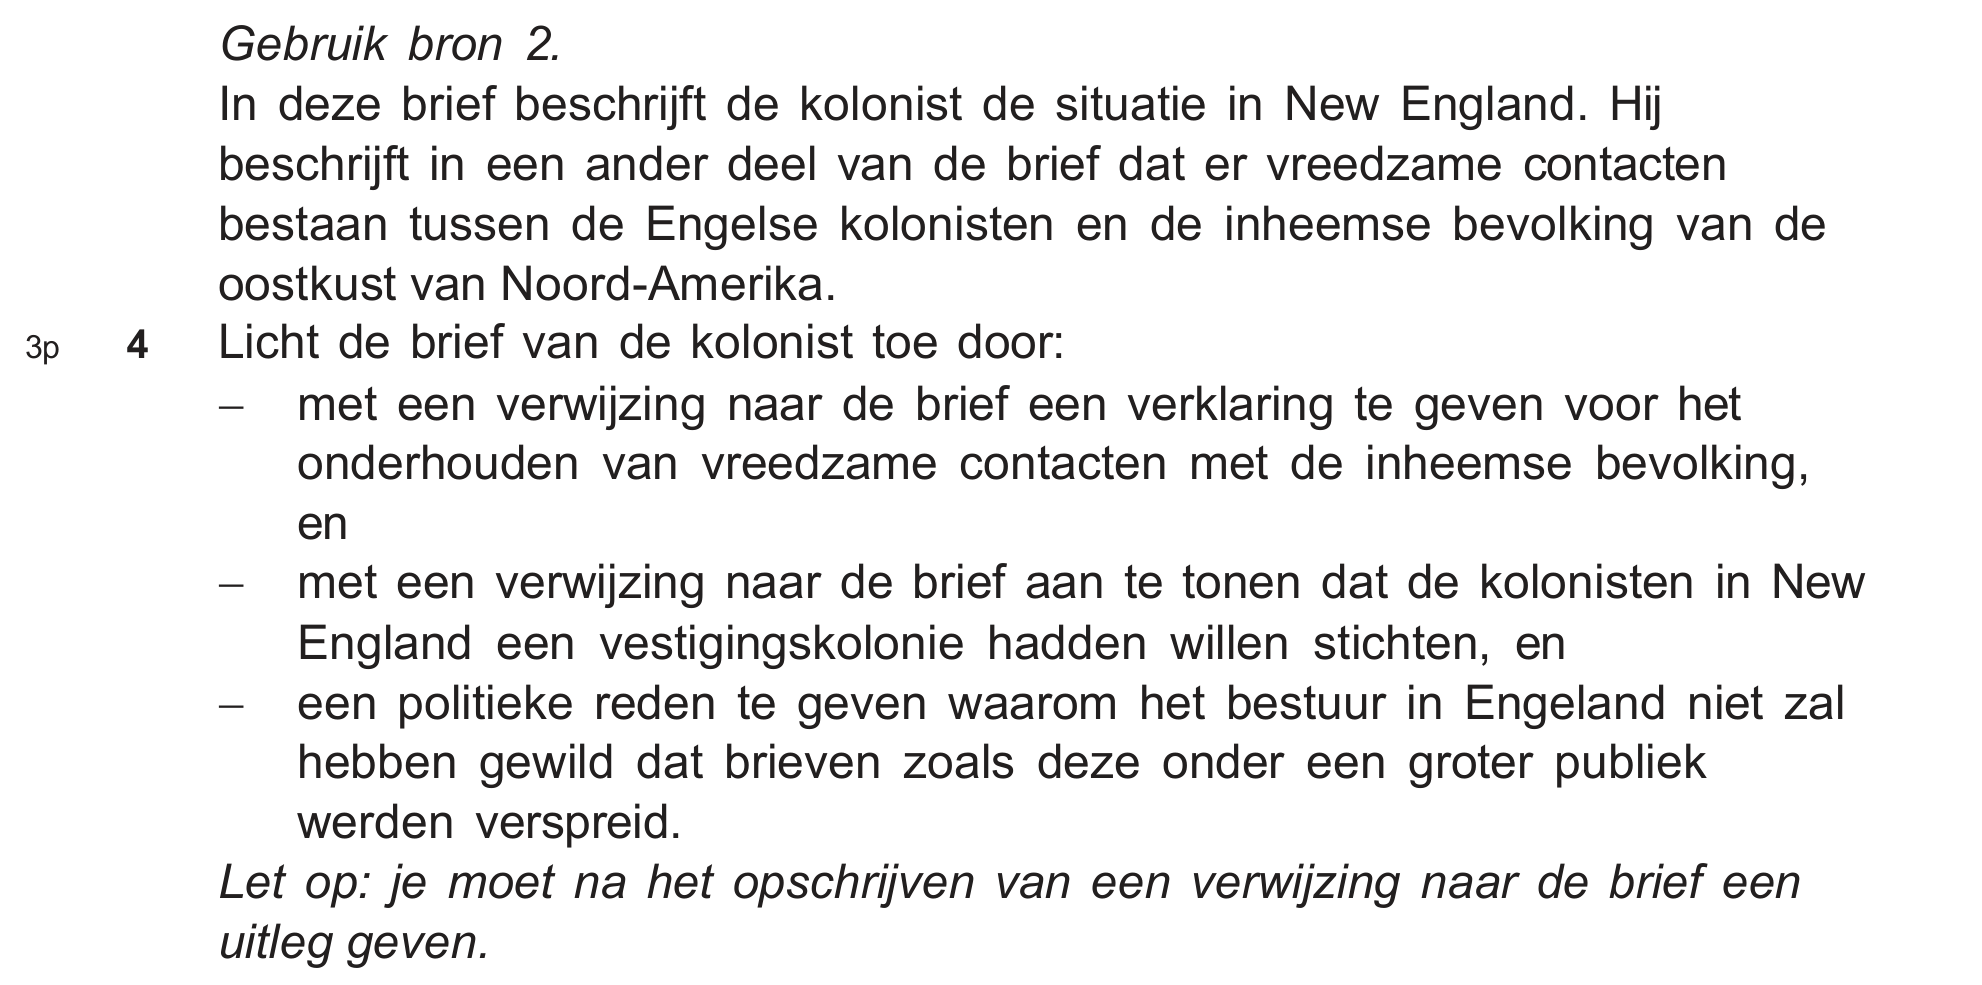 Gebruik bron 2.
In deze brief beschrijft de kolonist de situatie in New England. Hij
beschrijft in een ander deel van de brief dat er vreedzame contacten
bestaan tussen de Engelse kolonisten en de inheemse bevolking van de
oostkust van Noord-Amerika.
3p 4 Licht de brief van de kolonist toe door:
– met een verwijzing naar de brief een verklaring te geven voor het
onderhouden van vreedzame contacten met de inheemse bevolking,
en
– met een verwijzing naar de brief aan te tonen dat de kolonisten in New
England een vestigingskolonie hadden willen stichten, en
– een politieke reden te geven waarom het bestuur in Engeland niet zal
hebben gewild dat brieven zoals deze onder een groter publiek
werden verspreid.
Let op: je moet na het opschrijven van een verwijzing naar de brief een
uitleg geven.